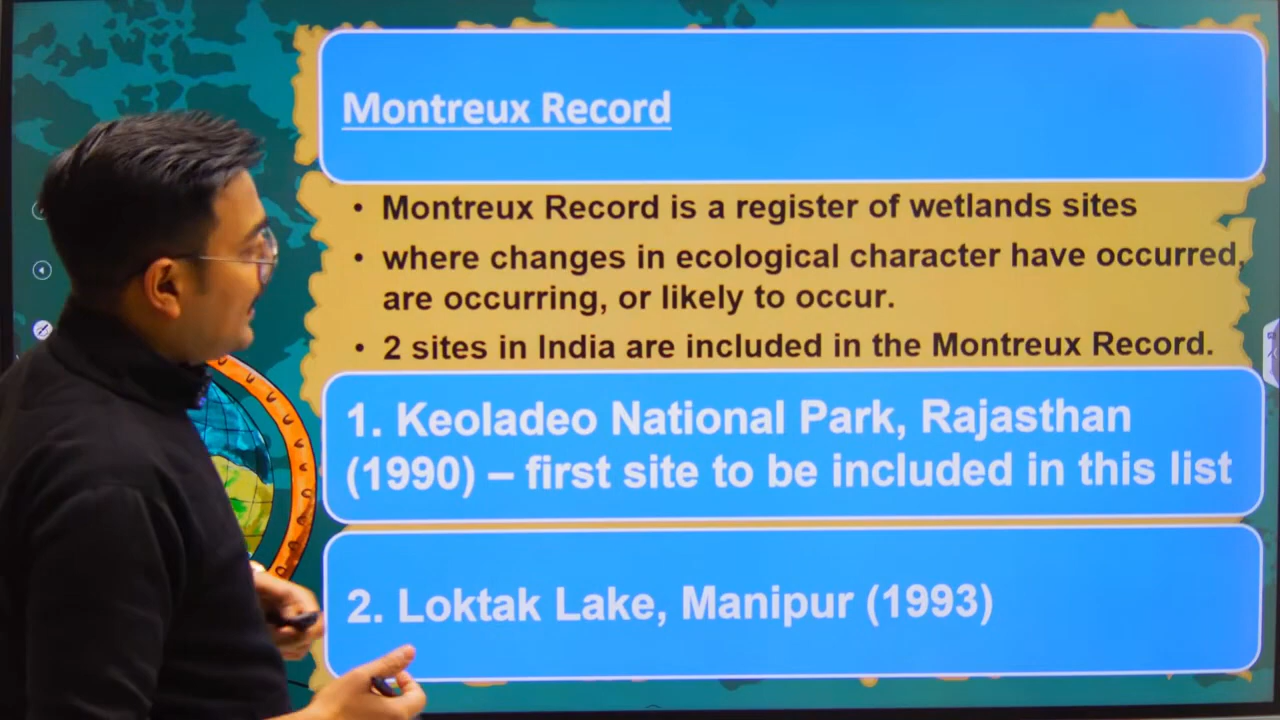 Montreux Record
• Montreux Record is a register of wetlands sites
• where changes in ecological character have occurred,
are occurring, or likely to occur.
• 2 sites in India are included in the Montreux Record.
1. Keoladeo National Park, Rajasthan
(1990) – first site to be included in this list
2. Loktak Lake, Manipur (1993)